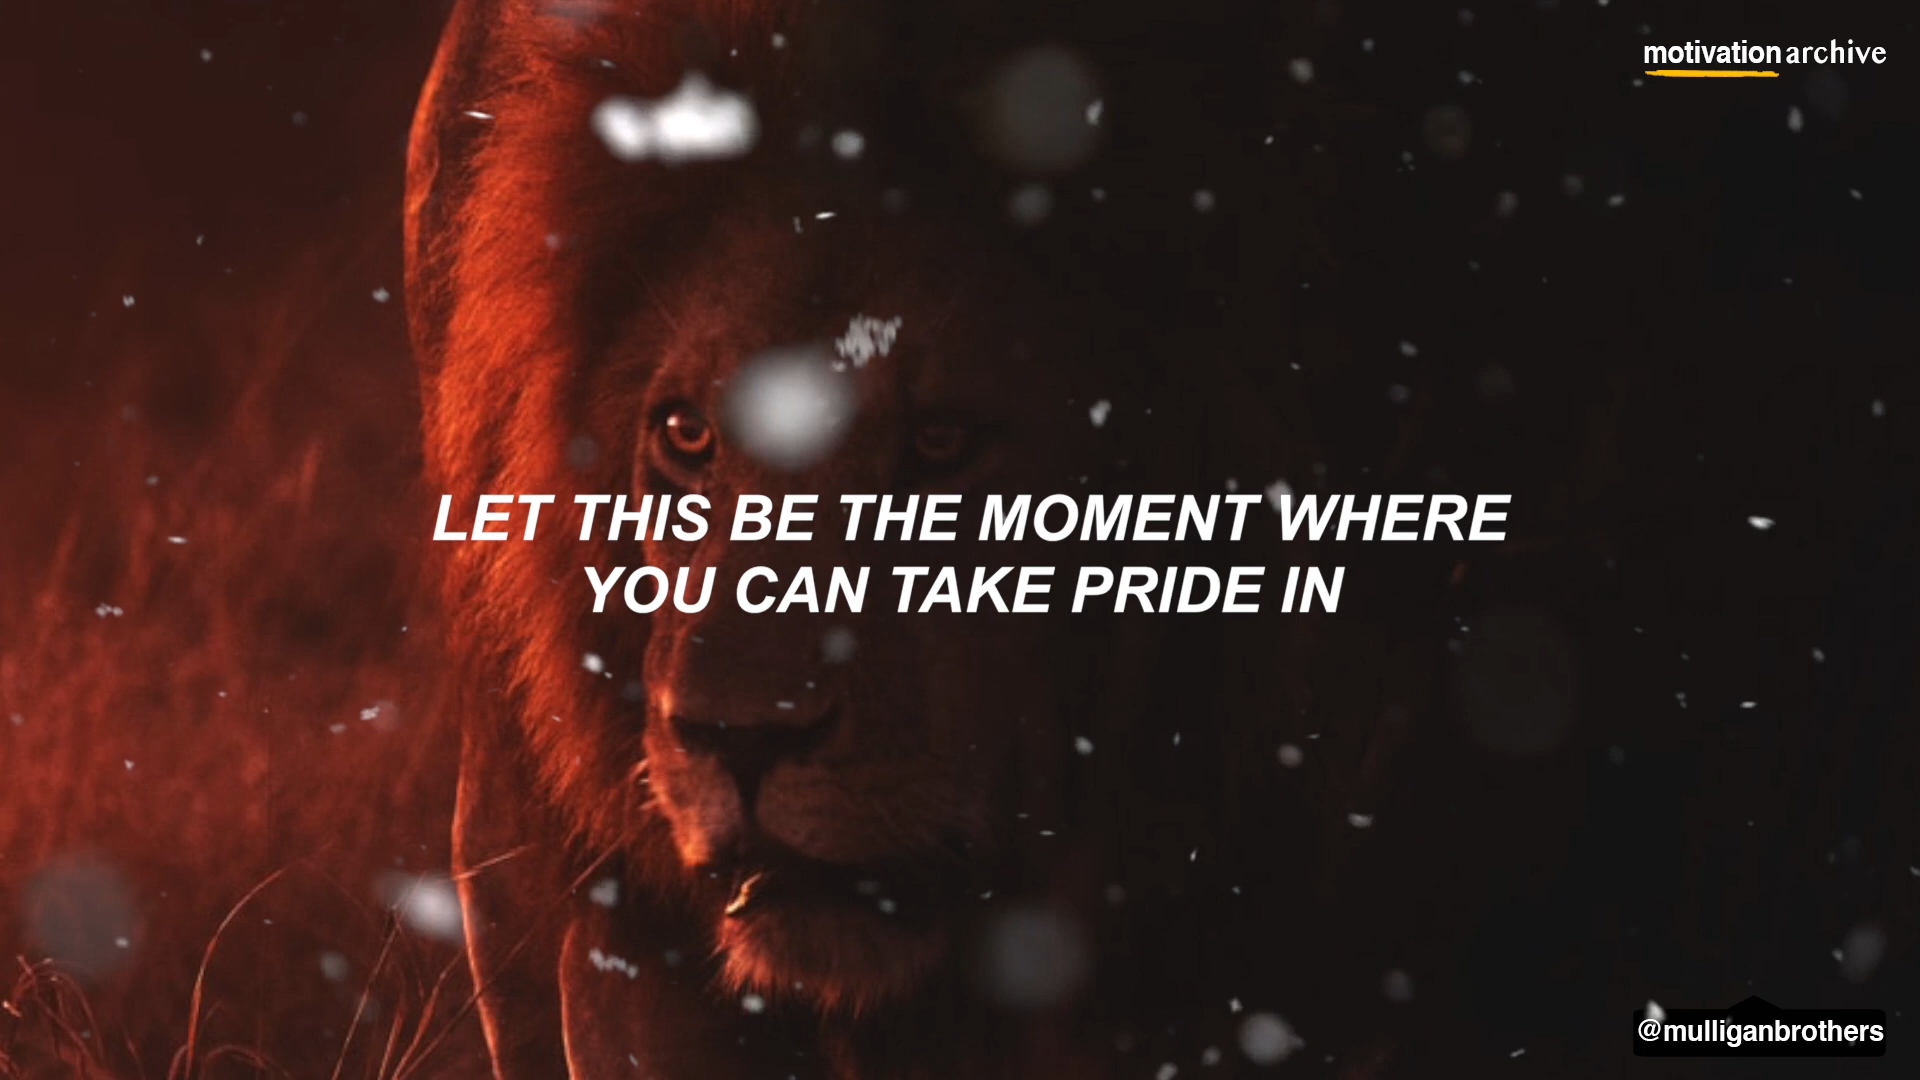 motivationarchive
LET THIS BE THE MOMENT WHERE
YOU CAN TAKE PRIDE IN
@mulliganbrothers